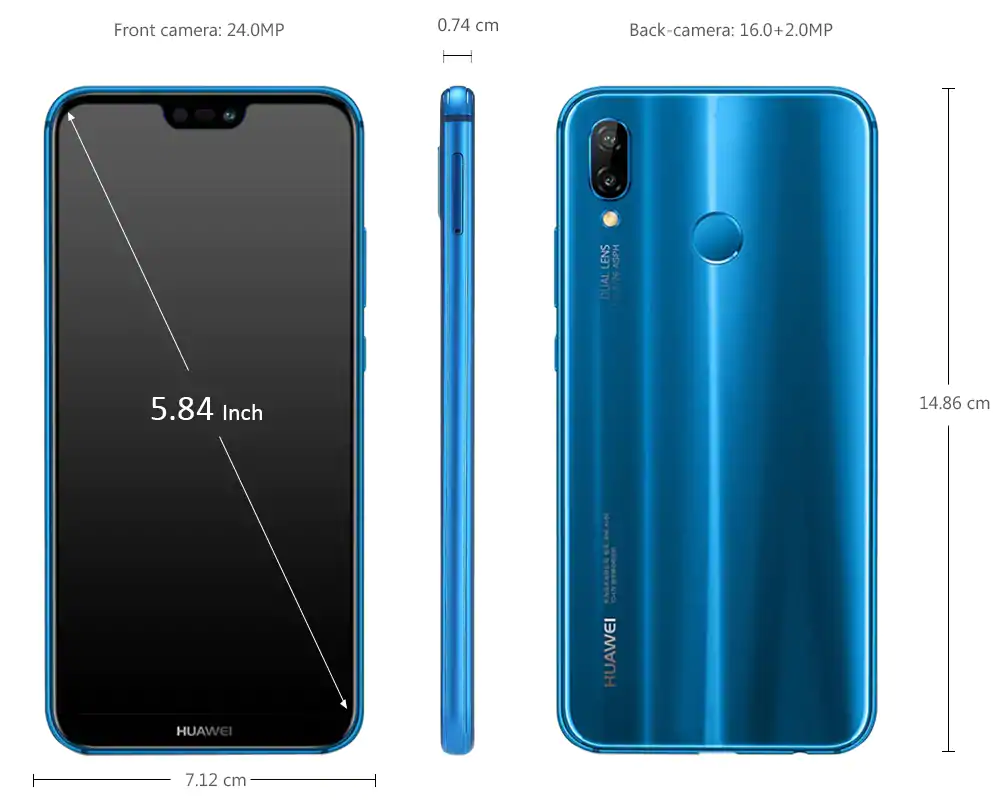 Front camera: 24.0MP
0.74 cm
Back-camera: 16.0+2.0MP
5.84 Inch
HUAWEI
7.12 cm
DUAL LENS
HUAWEI
14.86 cm